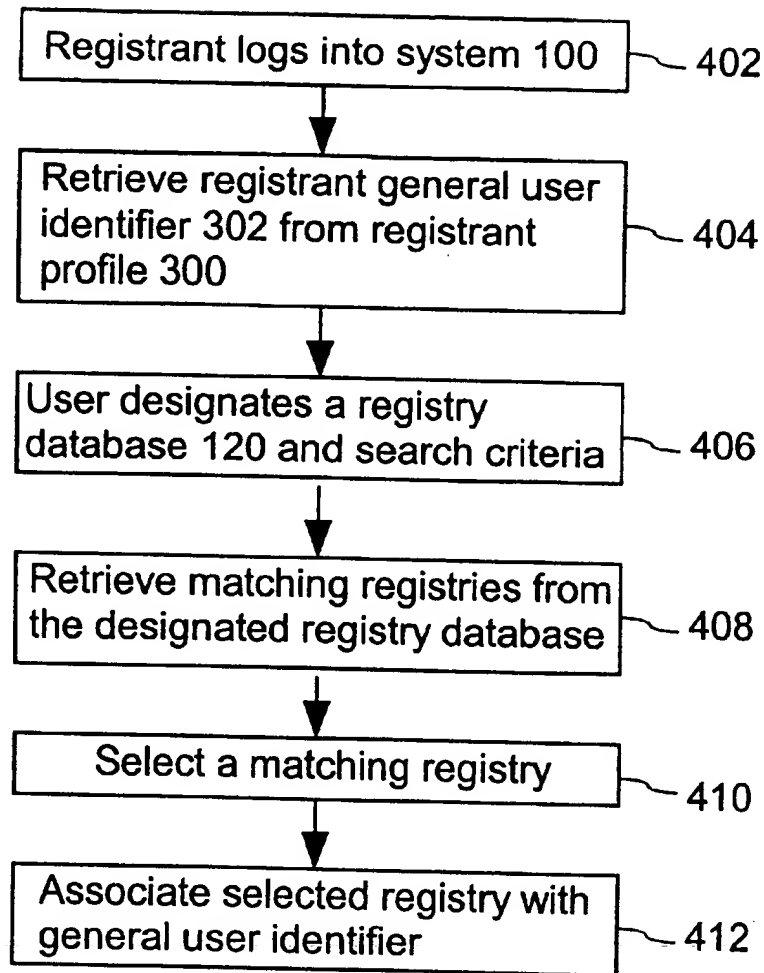 Registrant logs into system 100
402
Retrieve registrant general user
identifier 302 from registrant
profile 300
404
User designates a registry
database 120 and search criteria
406
Retrieve matching registries from
the designated registry database
408
Select a matching registry
410
Associate selected registry with
general user identifier
412